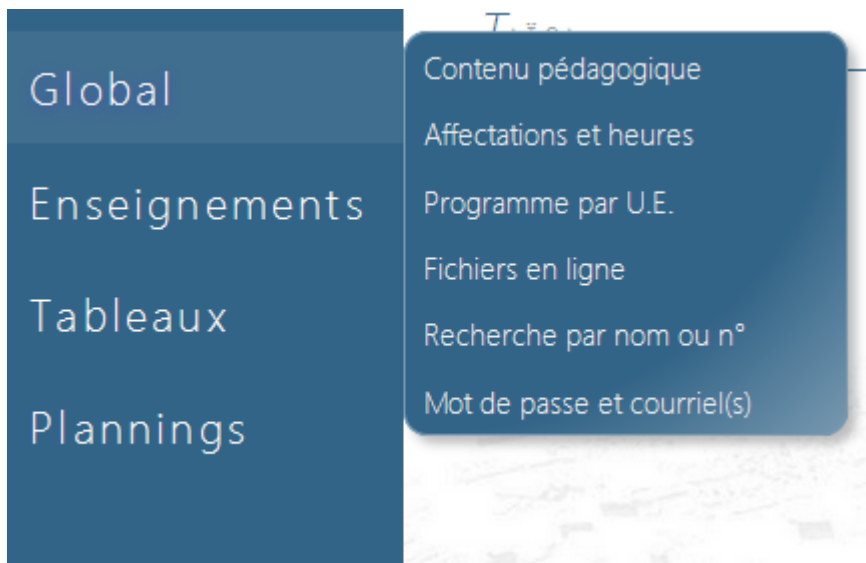 Global
Enseignements
Tableaux
Plannings
Contenu pédagogique
Affectations et heures
Programme par U.E.
Fichiers en ligne
Recherche par nom ou n°
Mot de passe et courriel(s)